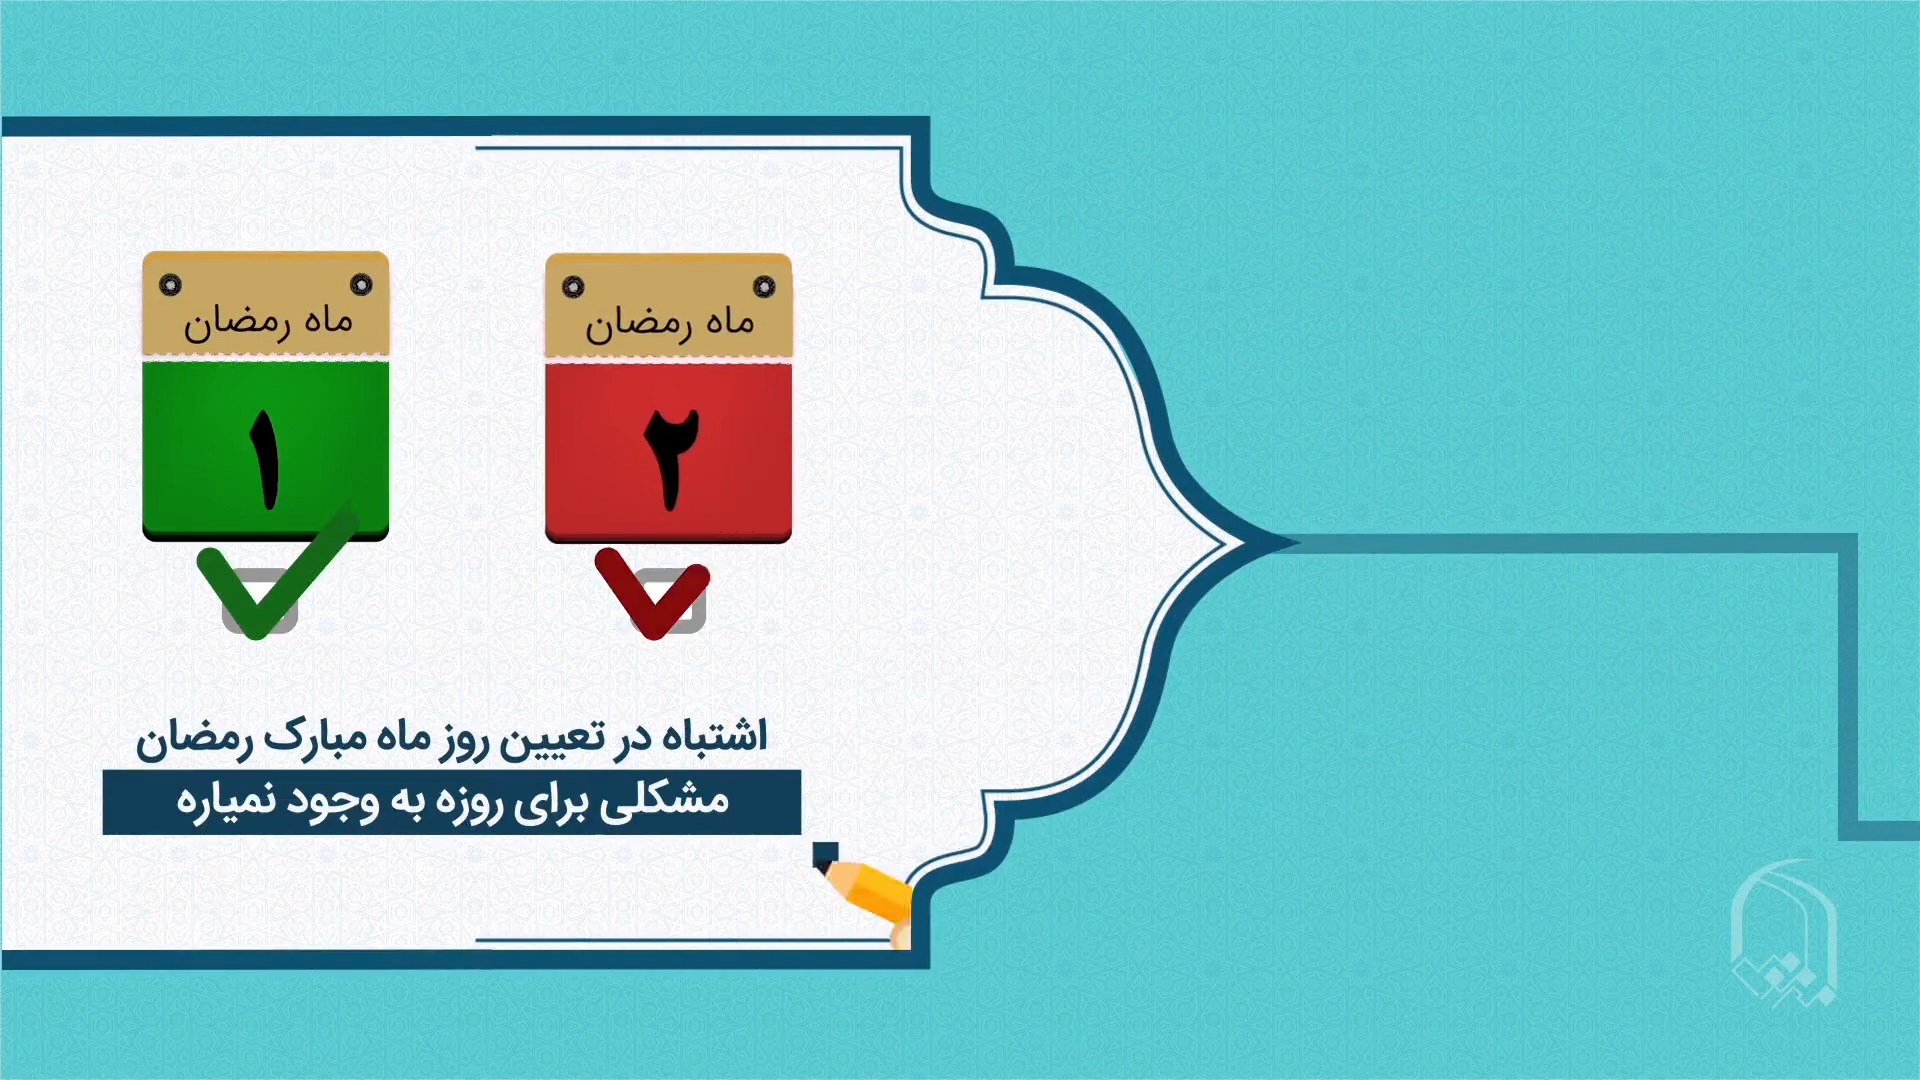 ماه رمضان
۲
ماه رمضان
۱
اشتباه در تعیین روز ماه مبارک رمضان
مشکلی برای روزه به وجود نمیاره